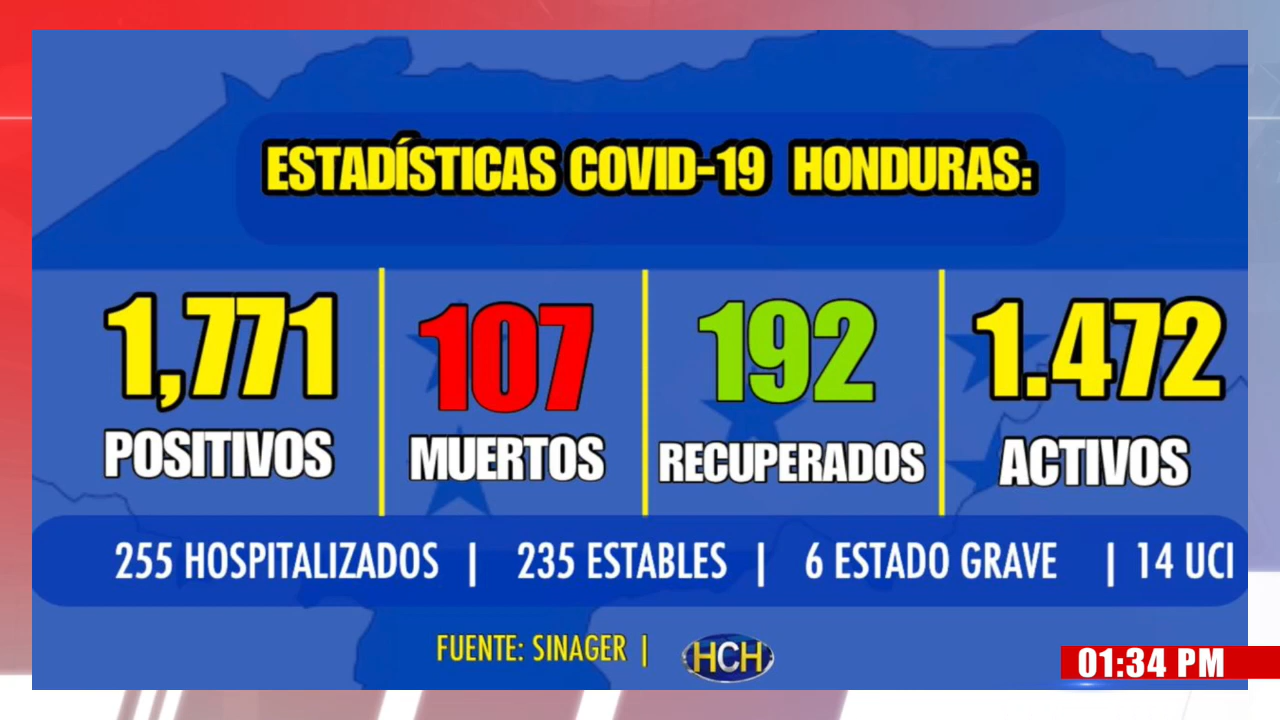 ESTADÍSTICAS COVID-19 HONDURAS:
1,771
POSITIVOS
107
MUERTOS
192
RECUPERADOS
1.472
ACTIVOS
255 HOSPITALIZADOS | 235 ESTABLES | 6 ESTADO GRAVE | 14 UCI
FUENTE: SINAGER | HCH
01:34 PM